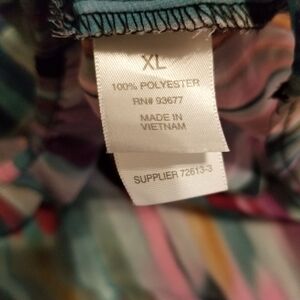 XL
100% POLYESTER
RN# 93677
MADE IN
VIETNAM
SUPPLIER 72613-3